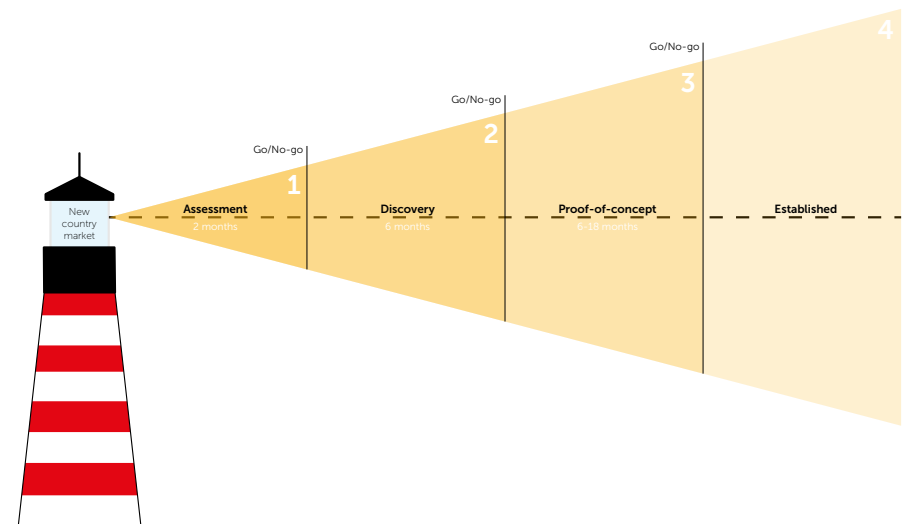 New
country
market
Go/No-go
1
Assessment
2 months
Go/No-go
2
Discovery
6 months
Go/No-go
3
Proof-of-concept
6-18 months
4
Established